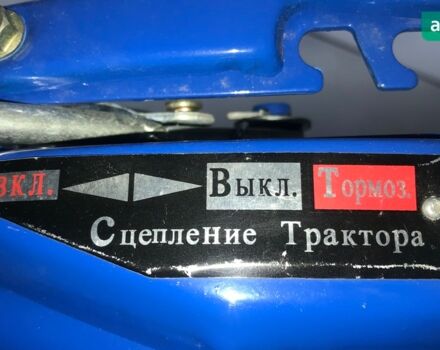 вкл. Выкл. Тормоз.
Сцепление Трактора